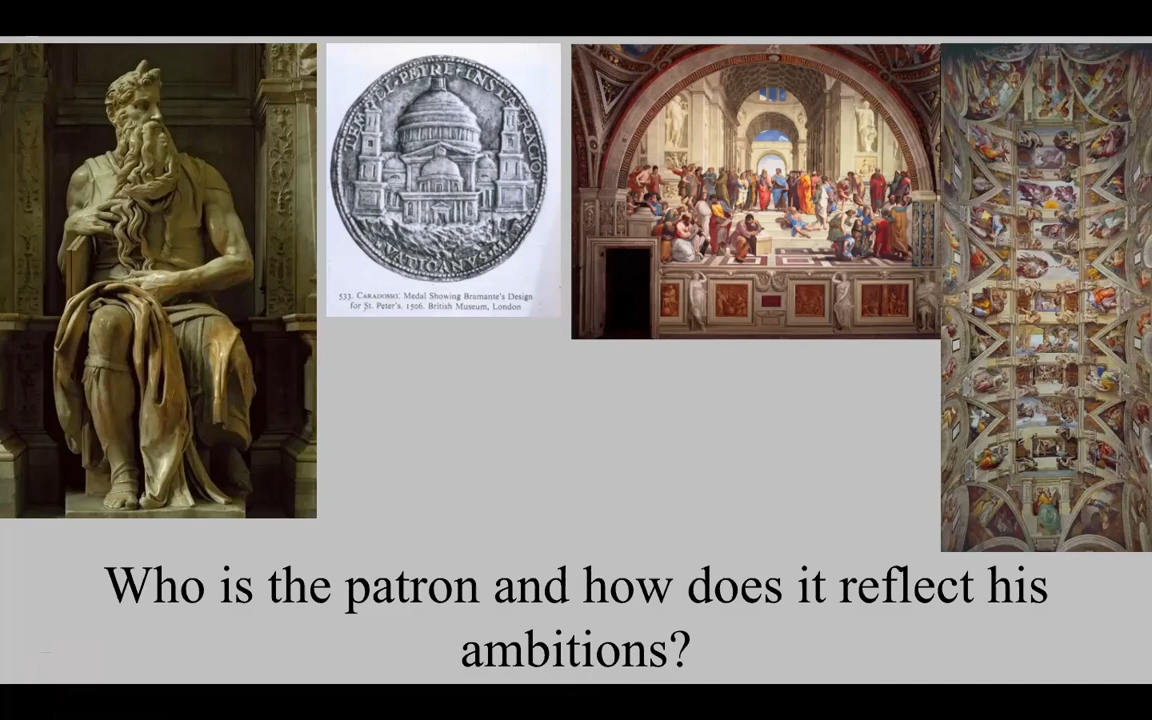 TEMPLI·PETRI·INSTAVRACIO
VATICANVS·M
533. CARADOSSO. Medal Showing Bramante's Design
for St. Peter's. 1506. British Museum, London
Who is the patron and how does it reflect his
ambitions?